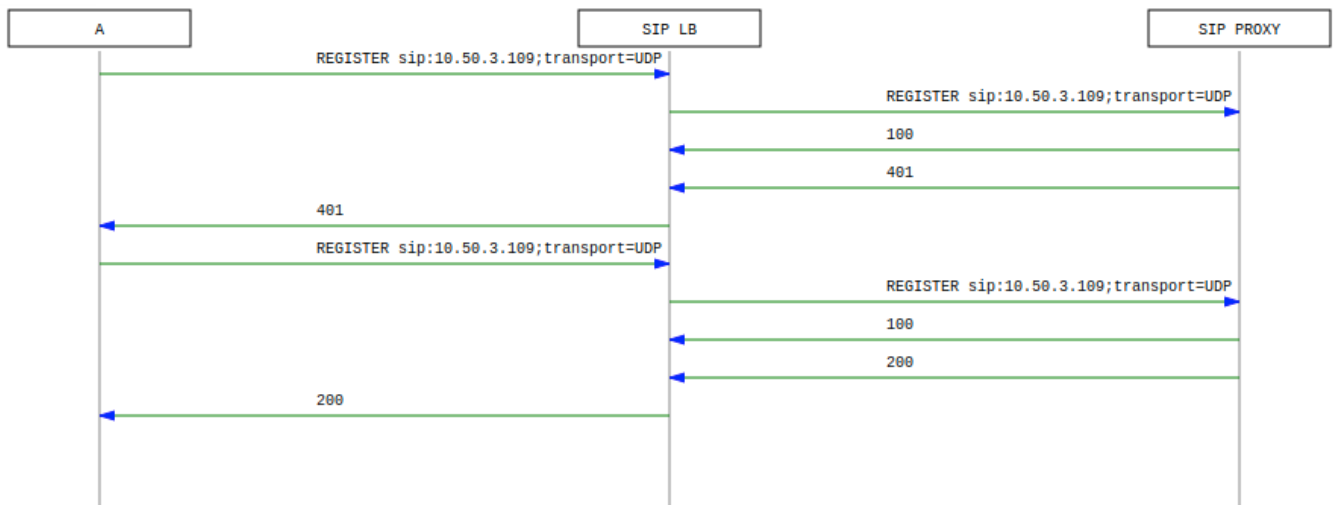 A
SIP LB
SIP PROXY
REGISTER sip:10.50.3.109;transport=UDP
REGISTER sip:10.50.3.109;transport=UDP
100
401
401
REGISTER sip:10.50.3.109;transport=UDP
REGISTER sip:10.50.3.109;transport=UDP
100
200
200